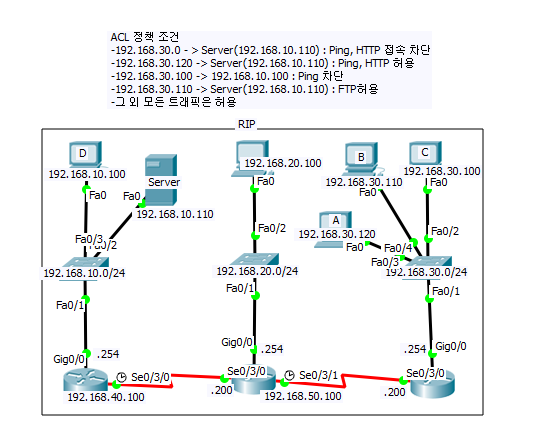 ACL 정책 조건
-192.168.30.0 - > Server(192.168.10.110) : Ping, HTTP 접속 차단
-192.168.30.120 -> Server(192.168.10.110) : Ping, HTTP 허용
-192.168.30.100 -> 192.168.10.100 : Ping 차단
-192.168.30.110 -> Server(192.168.10.110) : FTP허용
-그 외 모든 트래픽은 허용
RIP
D
192.168.10.100
Fa0
Server
Fa0
192.168.10.110
Fa0/3
Fa0/2
192.168.10.0/24
Fa0/1
.254
Gig0/0
Se0/3/0
192.168.40.100
192.168.20.100
Fa0
Fa0/2
192.168.20.0/24
Fa0/1
.254
Gig0/0
Se0/3/0
.200
Se0/3/1
192.168.50.100
B
192.168.30.110
Fa0
C
192.168.30.100
Fa0
A
192.168.30.120
Fa0
Fa0/2
Fa0/4
Fa0/3
192.168.30.0/24
Fa0/1
.254
Gig0/0
Se0/3/0
.200